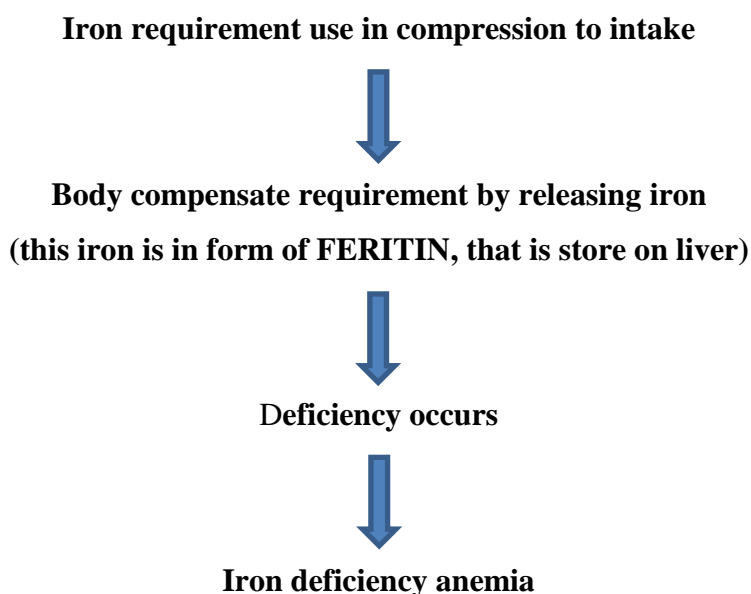 Iron requirement use in compression to intake
Body compensate requirement by releasing iron
(this iron is in form of FERITIN, that is store on liver)
Deficiency occurs
Iron deficiency anemia